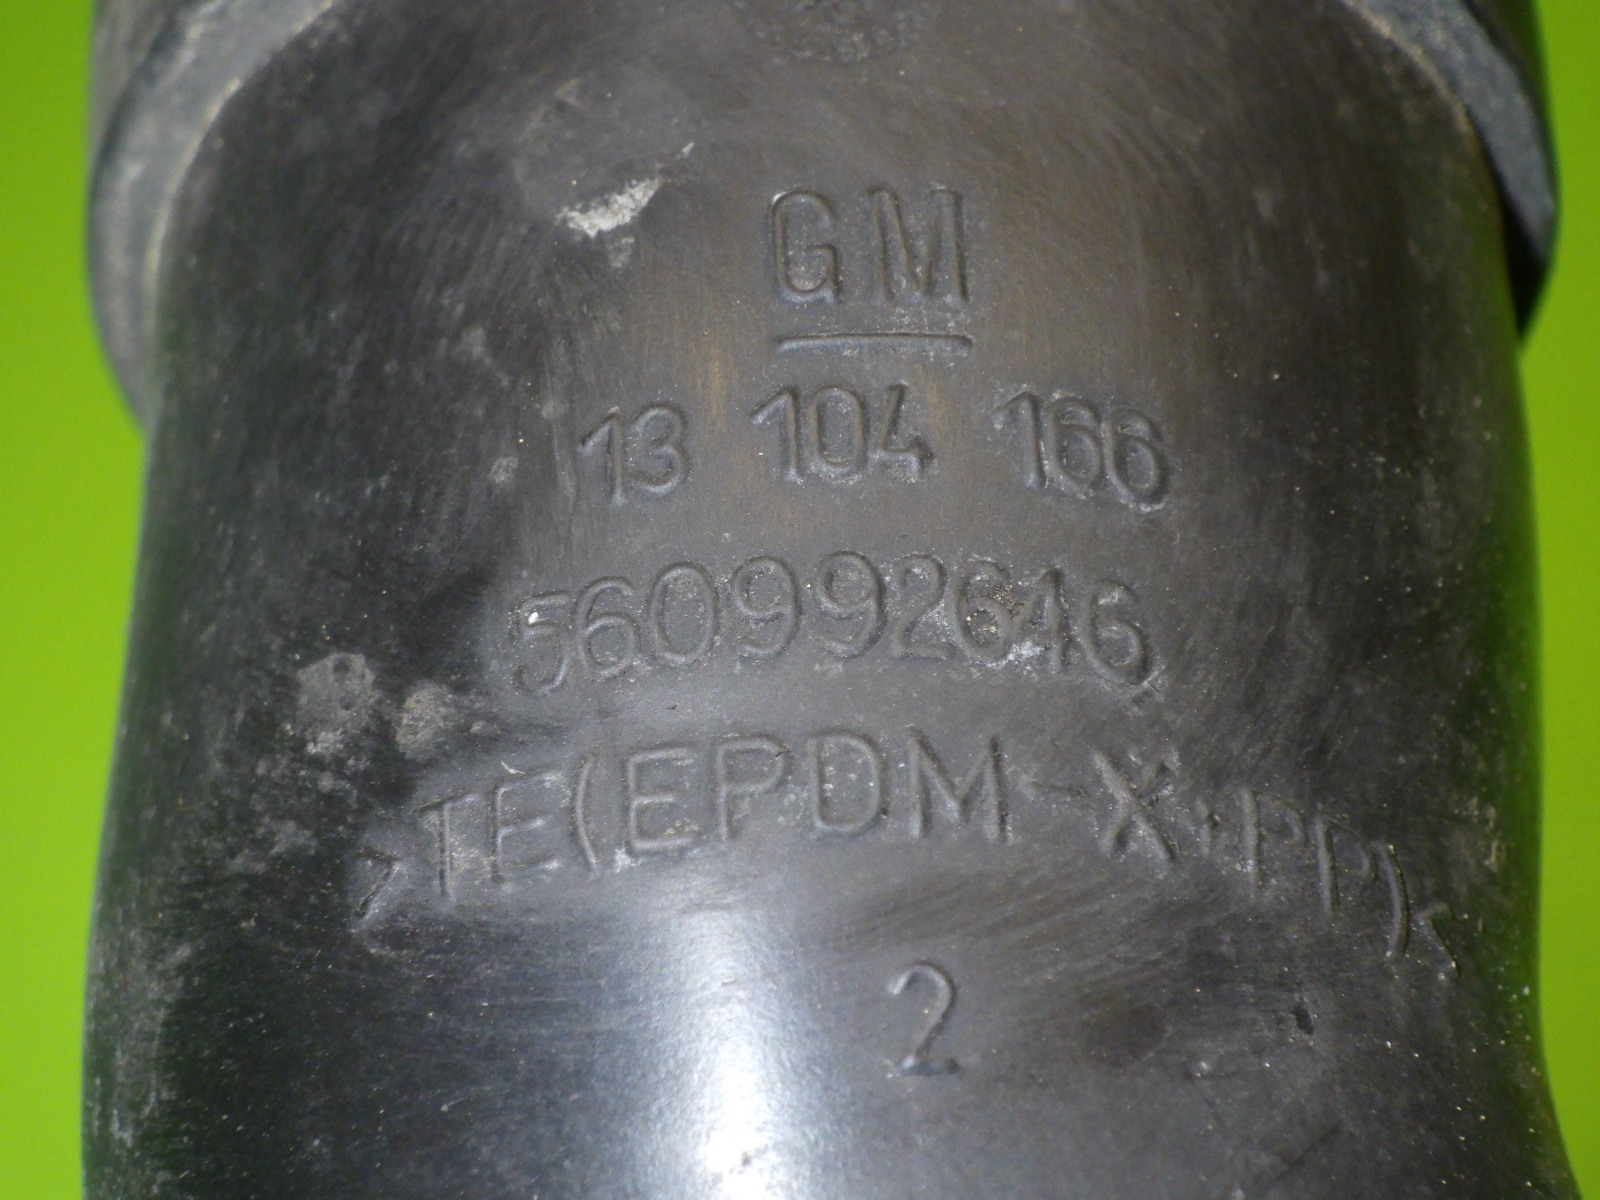 GM
13 104 166
560992646
>TE(EPDM-X+PP)<
2